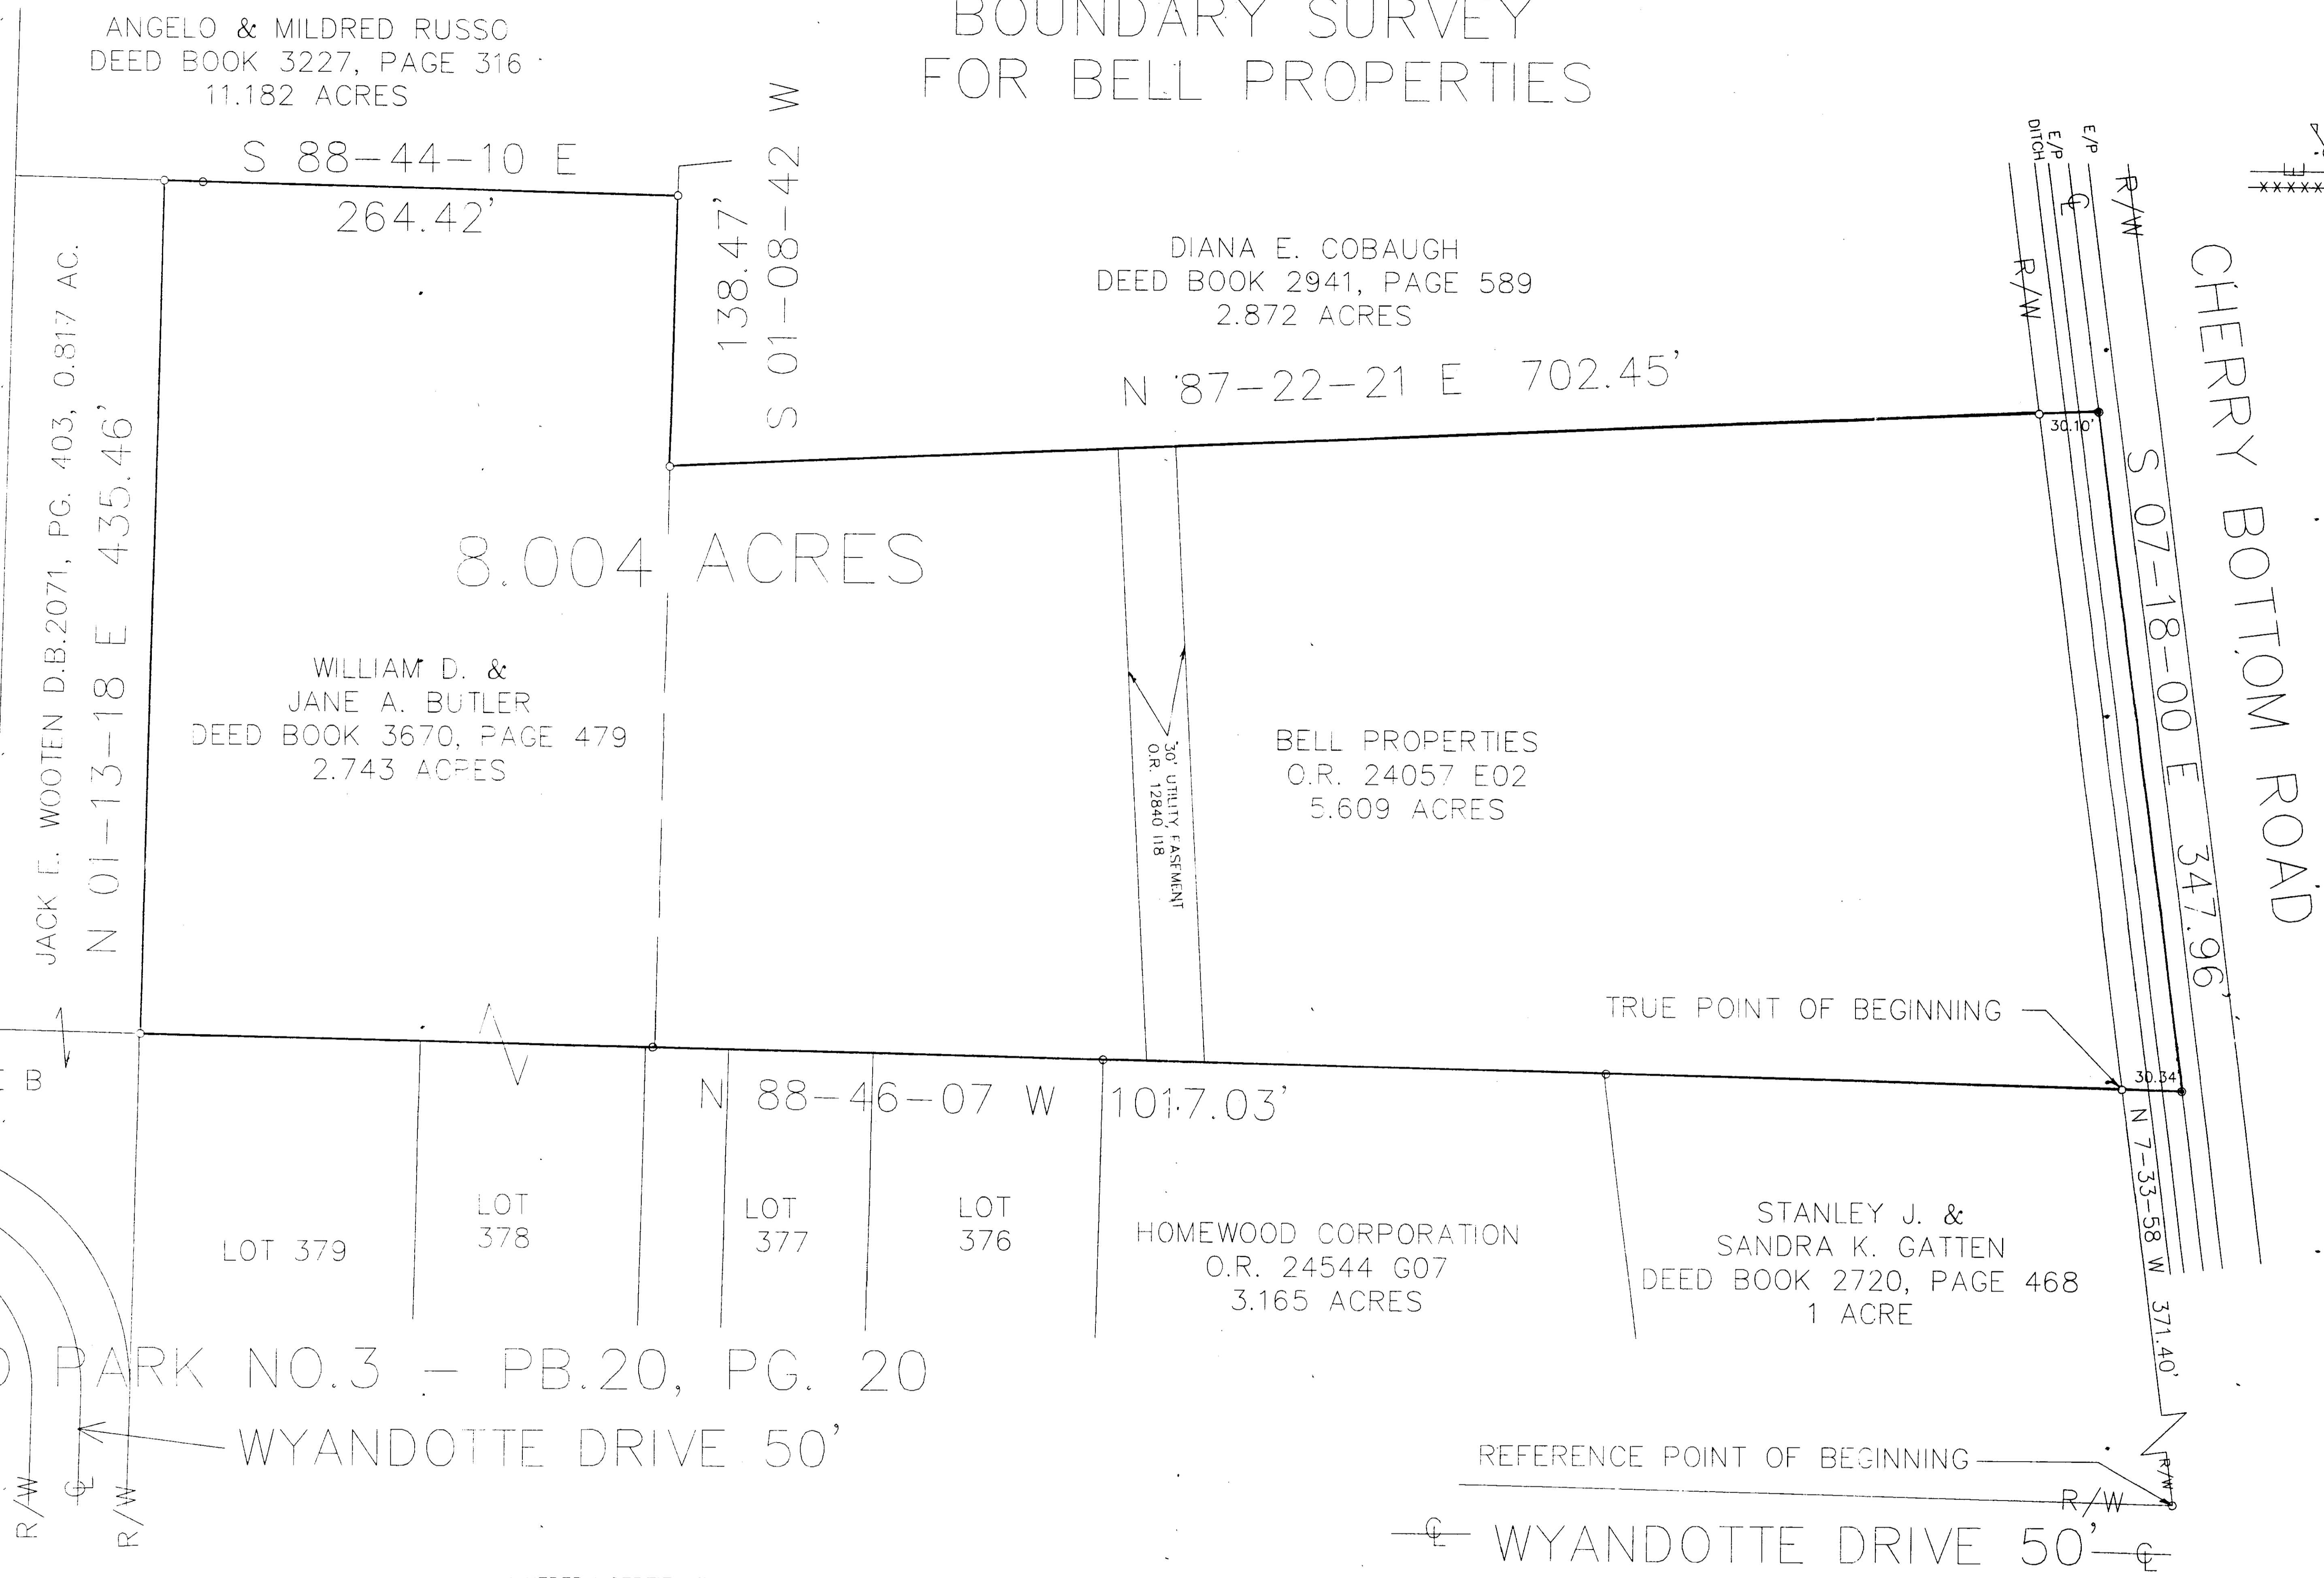 BOUNDARY SURVEY
FOR BELL PROPERTIES
ANGELO & MILDRED RUSSO
DEED BOOK 3227, PAGE 316
11.182 ACRES
S 88-44-10 E
264.42'
138.47'
S 01-08-42 W
DIANA E. COBAUGH
DEED BOOK 2941, PAGE 589
2.872 ACRES
N 87-22-21 E 702.45'
DITCH
E/P
E/P
℄
R/W
R/W
30.10'
CHERRY BOTTOM ROAD
S 07-18-00 E 347.96'
JACK E. WOOTEN D.B.2071, PG. 403, 0.817 AC.
N 01-13-18 E 435.46'
8.004 ACRES
WILLIAM D. &
JANE A. BUTLER
DEED BOOK 3670, PAGE 479
2.743 ACRES
30' UTILITY EASEMENT
O.R. 12840 I18
BELL PROPERTIES
O.R. 24057 E02
5.609 ACRES
TRUE POINT OF BEGINNING
30.34'
B
N 88-46-07 W 1017.03'
N 7-33-58 W 371.40'
LOT 379
LOT
378
LOT
377
LOT
376
HOMEWOOD CORPORATION
O.R. 24544 G07
3.165 ACRES
STANLEY J. &
SANDRA K. GATTEN
DEED BOOK 2720, PAGE 468
1 ACRE
PARK NO.3 - PB.20, PG. 20
WYANDOTTE DRIVE 50'
R/W
℄
R/W
REFERENCE POINT OF BEGINNING
R/W
R/W
℄ WYANDOTTE DRIVE 50' ℄